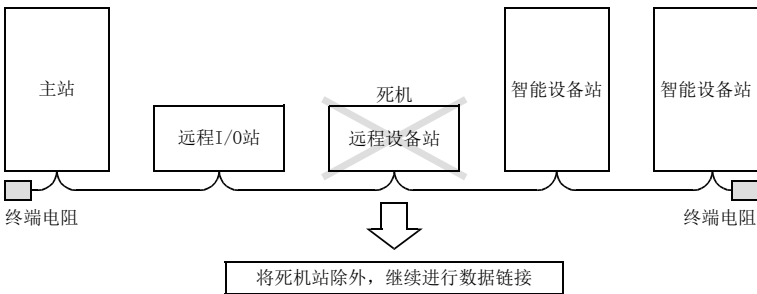 主站
远程I/O站
死机
远程设备站
智能设备站
智能设备站
终端电阻
终端电阻
将死机站除外，继续进行数据链接